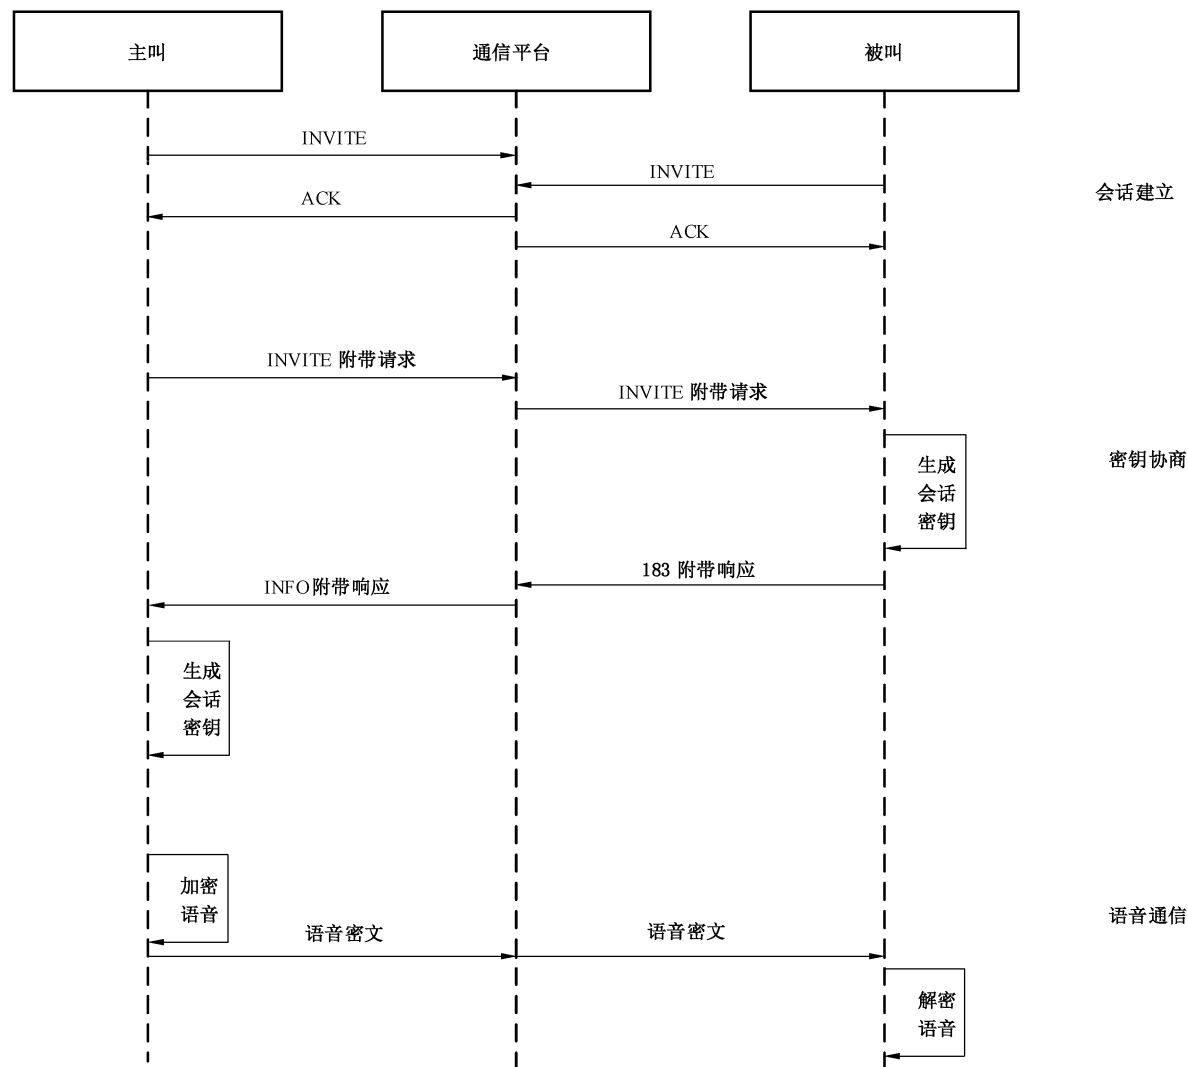 主叫
通信平台
被叫
INVITE
INVITE
会话建立
ACK
ACK
INVITE 附带请求
INVITE 附带请求
生成
会话
密钥
密钥协商
183 附带响应
INFO附带响应
生成
会话
密钥
加密
语音
语音通信
语音密文
语音密文
解密
语音